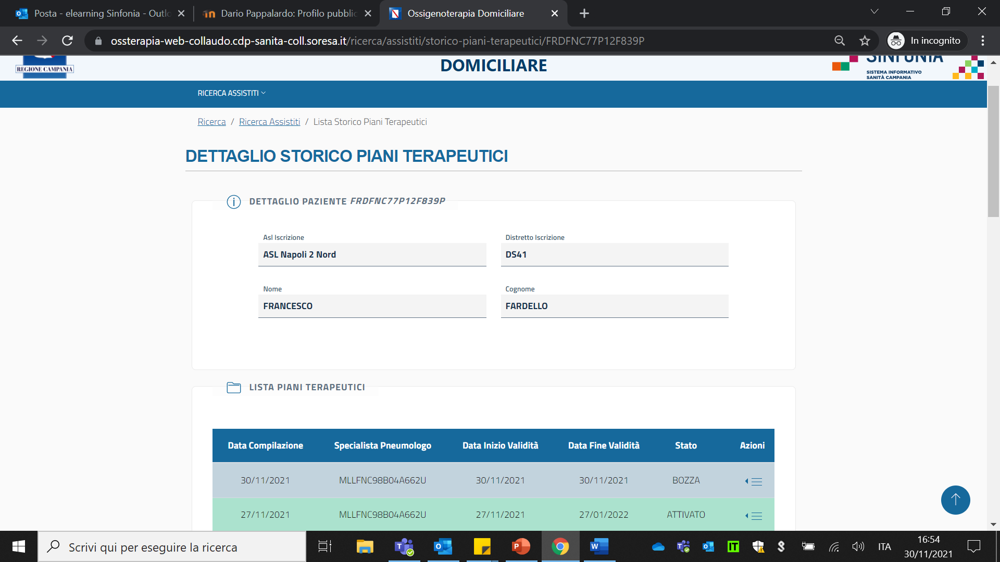 Posta - elearning Sinfonia - Outlo
Dario Pappalardo: Profilo pubblic
Ossigenoterapia Domiciliare
ossterapia-web-collaudo.cdp-sanita-coll.soresa.it/ricerca/assistiti/storico-piani-terapeutici/FRDFNC77P12F839P
In incognito
REGIONE CAMPANIA
DOMICILIARE
SINFONIA
SISTEMA INFORMATIVO
SANITÀ CAMPANIA
RICERCA ASSISTITI
Ricerca / Ricerca Assistiti / Lista Storico Piani Terapeutici
DETTAGLIO STORICO PIANI TERAPEUTICI
DETTAGLIO PAZIENTE FRDFNC77P12F839P
Asl Iscrizione
ASL Napoli 2 Nord
Distretto Iscrizione
DS41
Nome
FRANCESCO
Cognome
FARDELLO
LISTA PIANI TERAPEUTICI
Data Compilazione Specialista Pneumologo Data Inizio Validità Data Fine Validità Stato Azioni
30/11/2021 MLLFNC98B04A662U 30/11/2021 30/11/2021 BOZZA
27/11/2021 MLLFNC98B04A662U 27/11/2021 27/01/2022 ATTIVATO
Scrivi qui per eseguire la ricerca
IT
ITA
16:54
30/11/2021